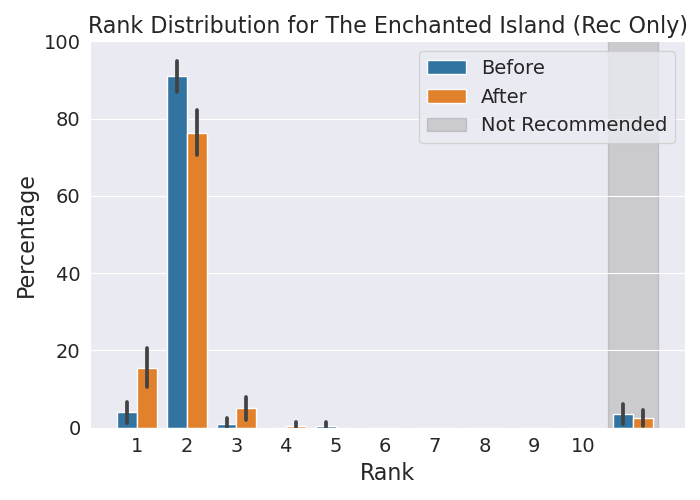 Rank Distribution for The Enchanted Island (Rec Only)
100
80
60
40
20
0
Percentage
Before
After
Not Recommended
1 2 3 4 5 6 7 8 9 10
Rank